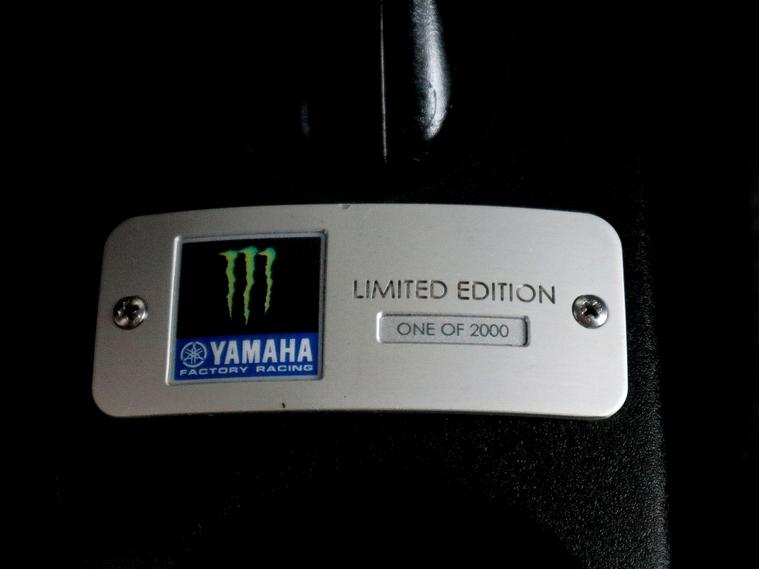 YAMAHA
FACTORY RACING
LIMITED EDITION
ONE OF 2000